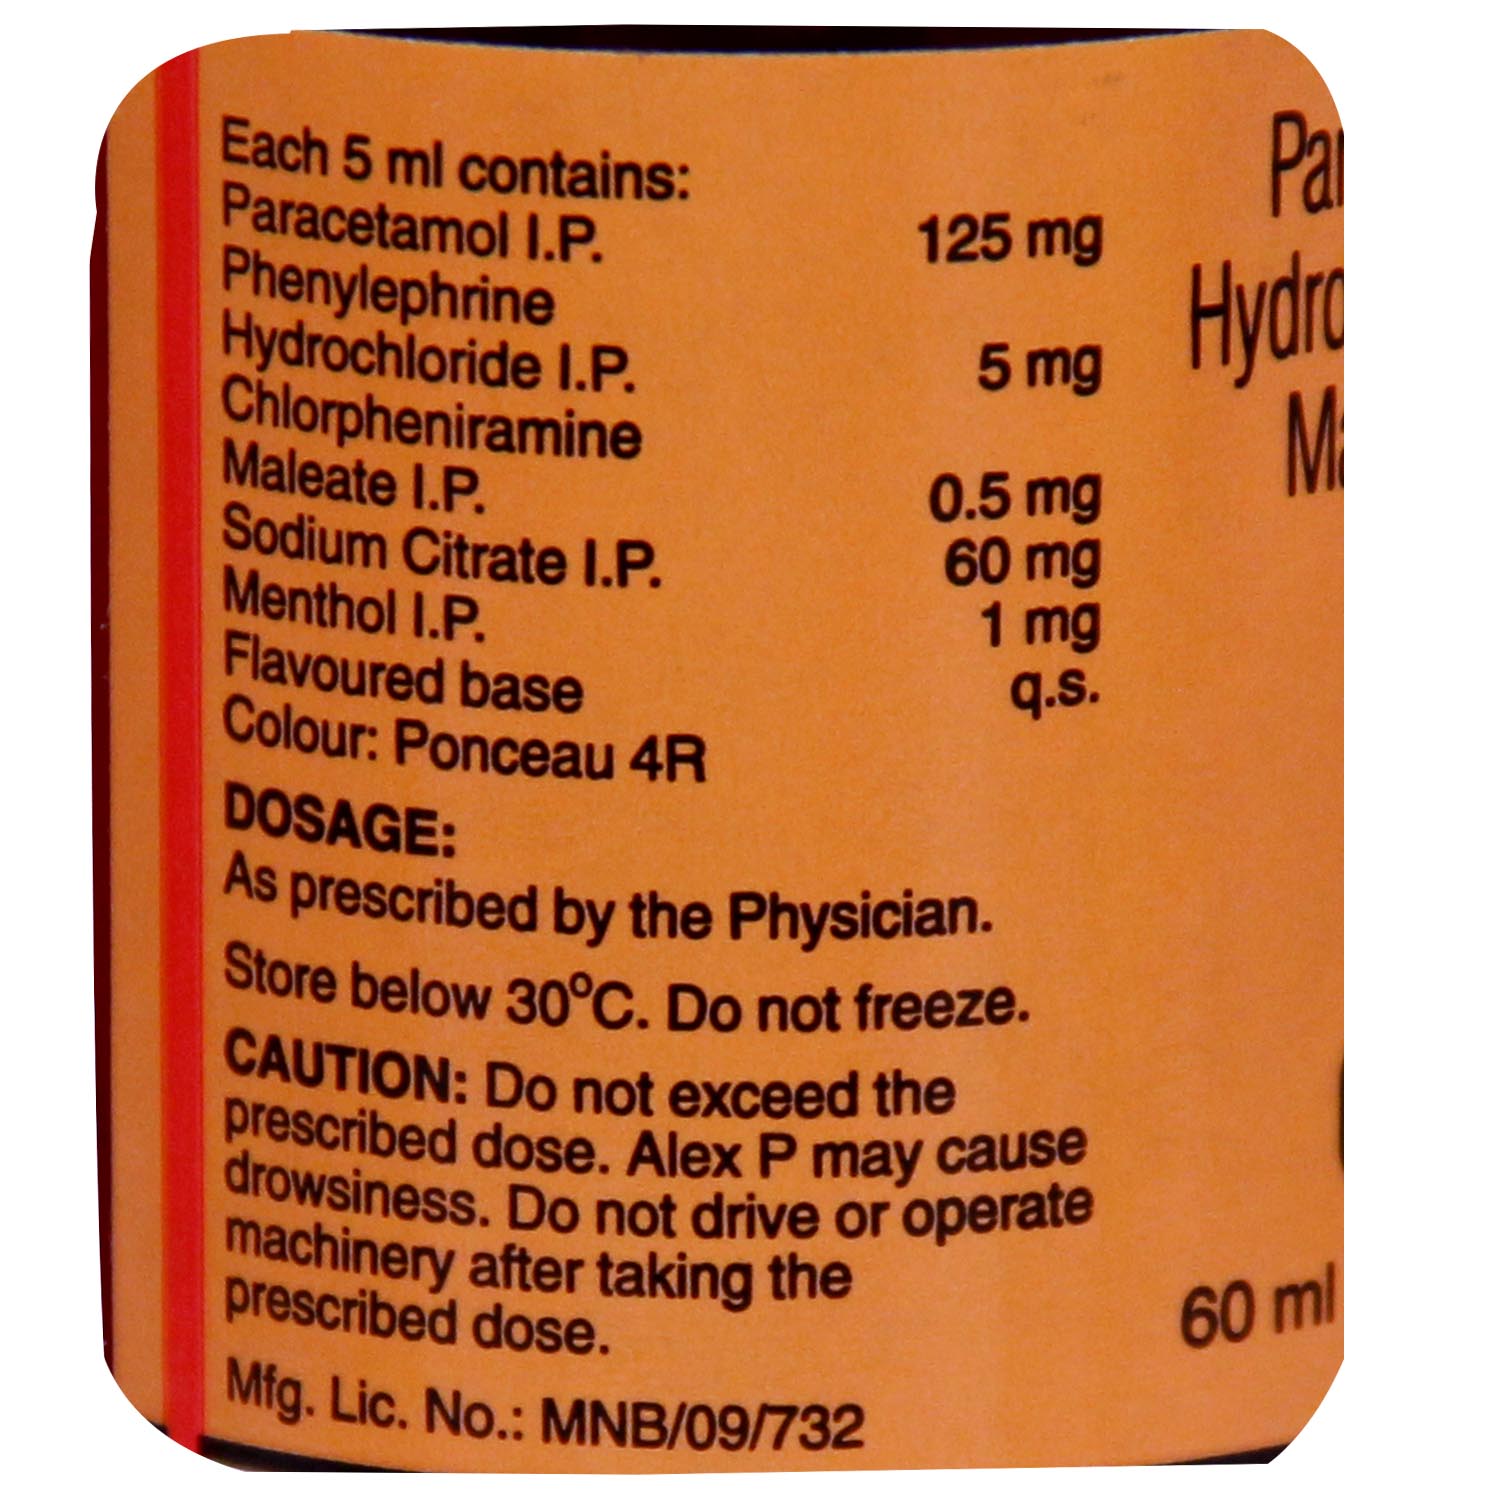 Each 5 ml contains:
Paracetamol I.P. 125 mg
Phenylephrine
Hydrochloride I.P. 5 mg
Chlorpheniramine
Maleate I.P. 0.5 mg
Sodium Citrate I.P. 60 mg
Menthol I.P. 1 mg
Flavoured base q.s.
Colour: Ponceau 4R
DOSAGE:
As prescribed by the Physician.
Store below 30°C. Do not freeze.
CAUTION: Do not exceed the
prescribed dose. Alex P may cause
drowsiness. Do not drive or operate
machinery after taking the
prescribed dose.
Mfg. Lic. No.: MNB/09/732
60 ml